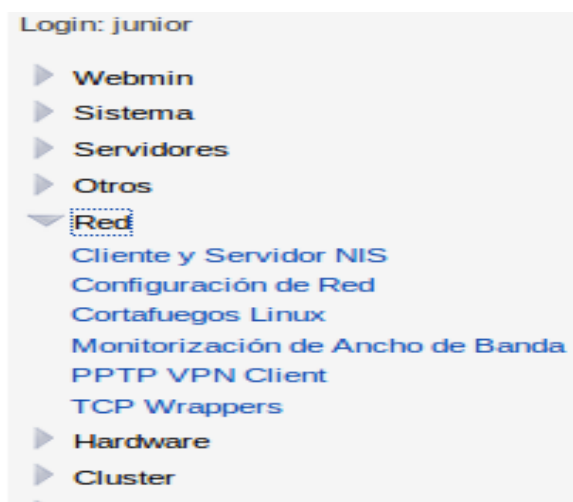 Login: junior
Webmin
Sistema
Servidores
Otros
Red
Cliente y Servidor NIS
Configuración de Red
Cortafuegos Linux
Monitorización de Ancho de Banda
PPTP VPN Client
TCP Wrappers
Hardware
Cluster